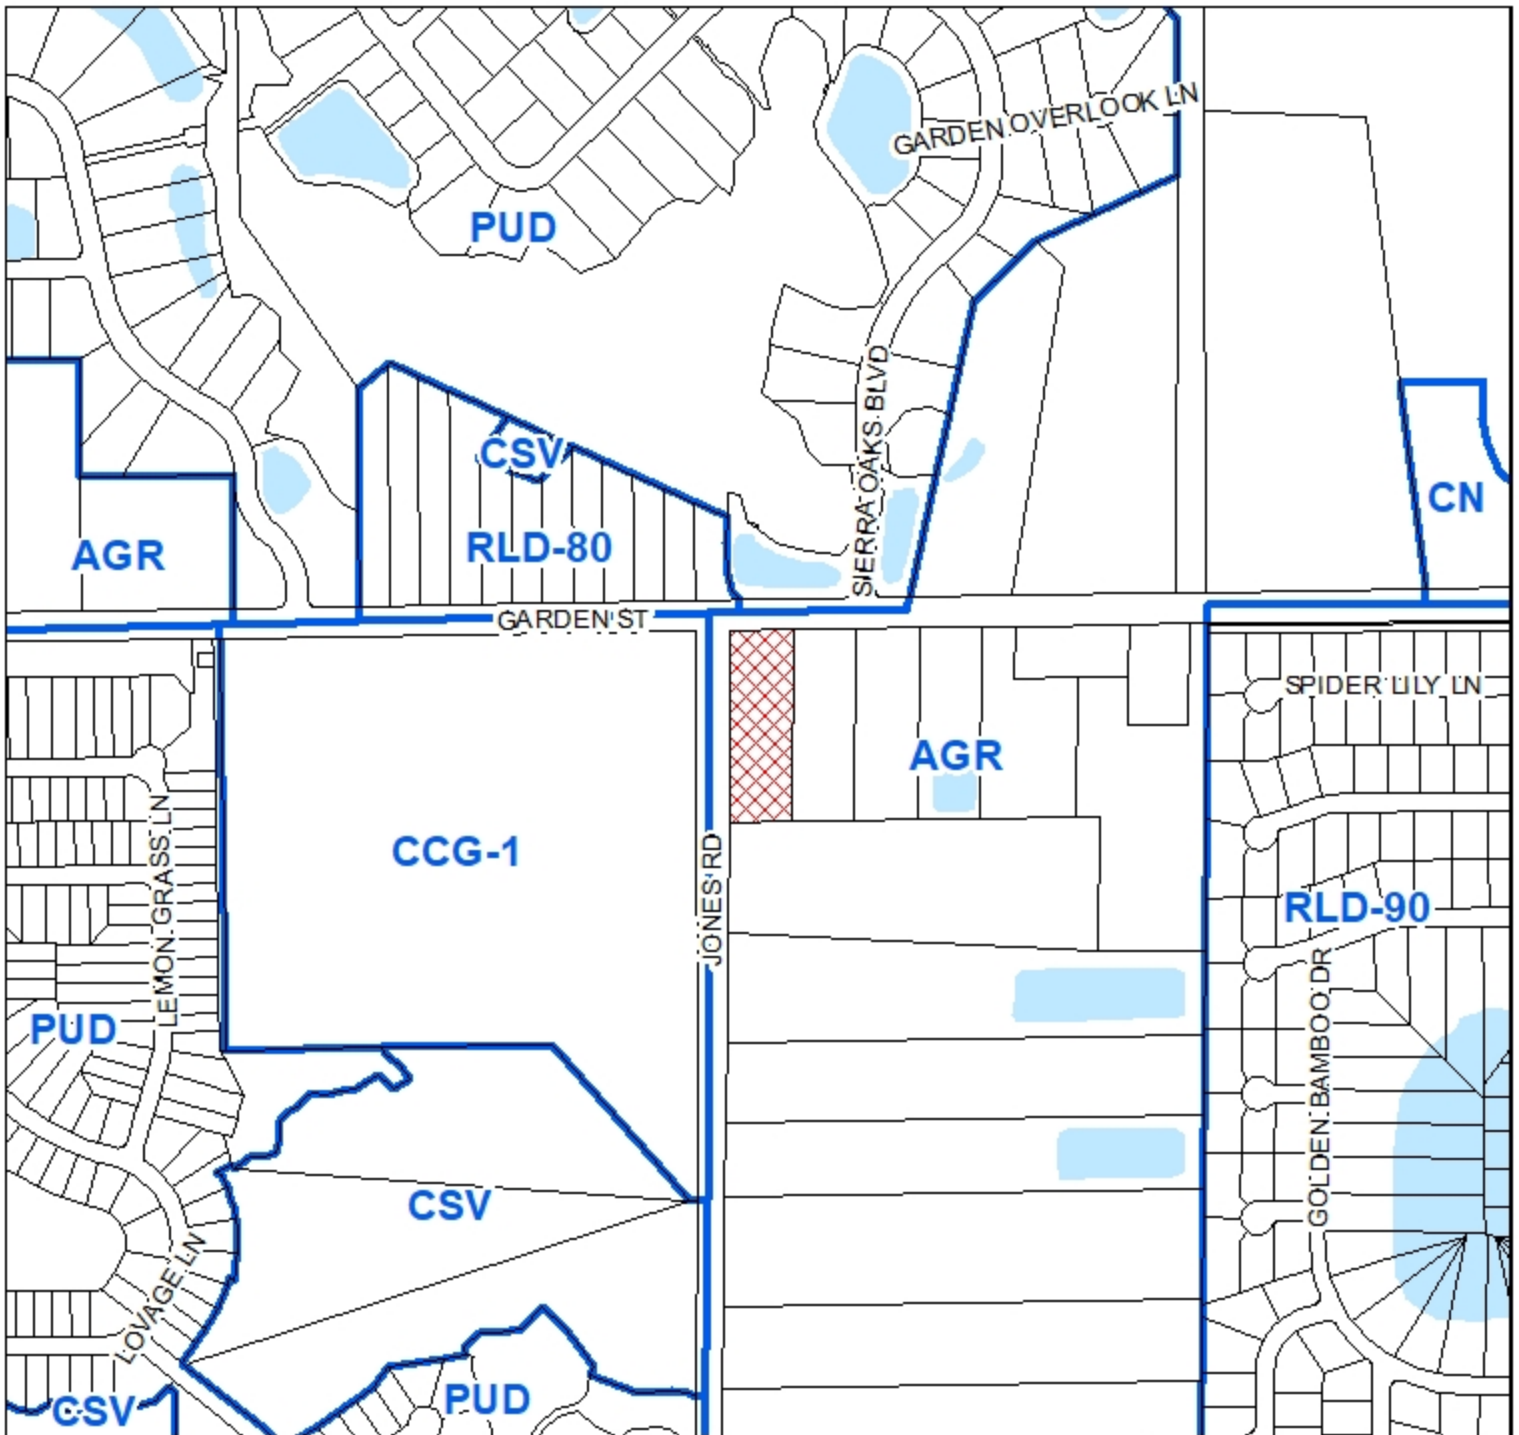 GARDEN OVERLOOK LN
PUD
SIERRA OAKS BLVD
CSV
CN
RLD-80
AGR
GARDEN ST
SPIDER LILY LN
AGR
LEMON GRASS LN
CCG-1
JONES RD
RLD-90
PUD
GOLDEN BAMBOO DR
CSV
LOVAGE LN
PUD
CSV